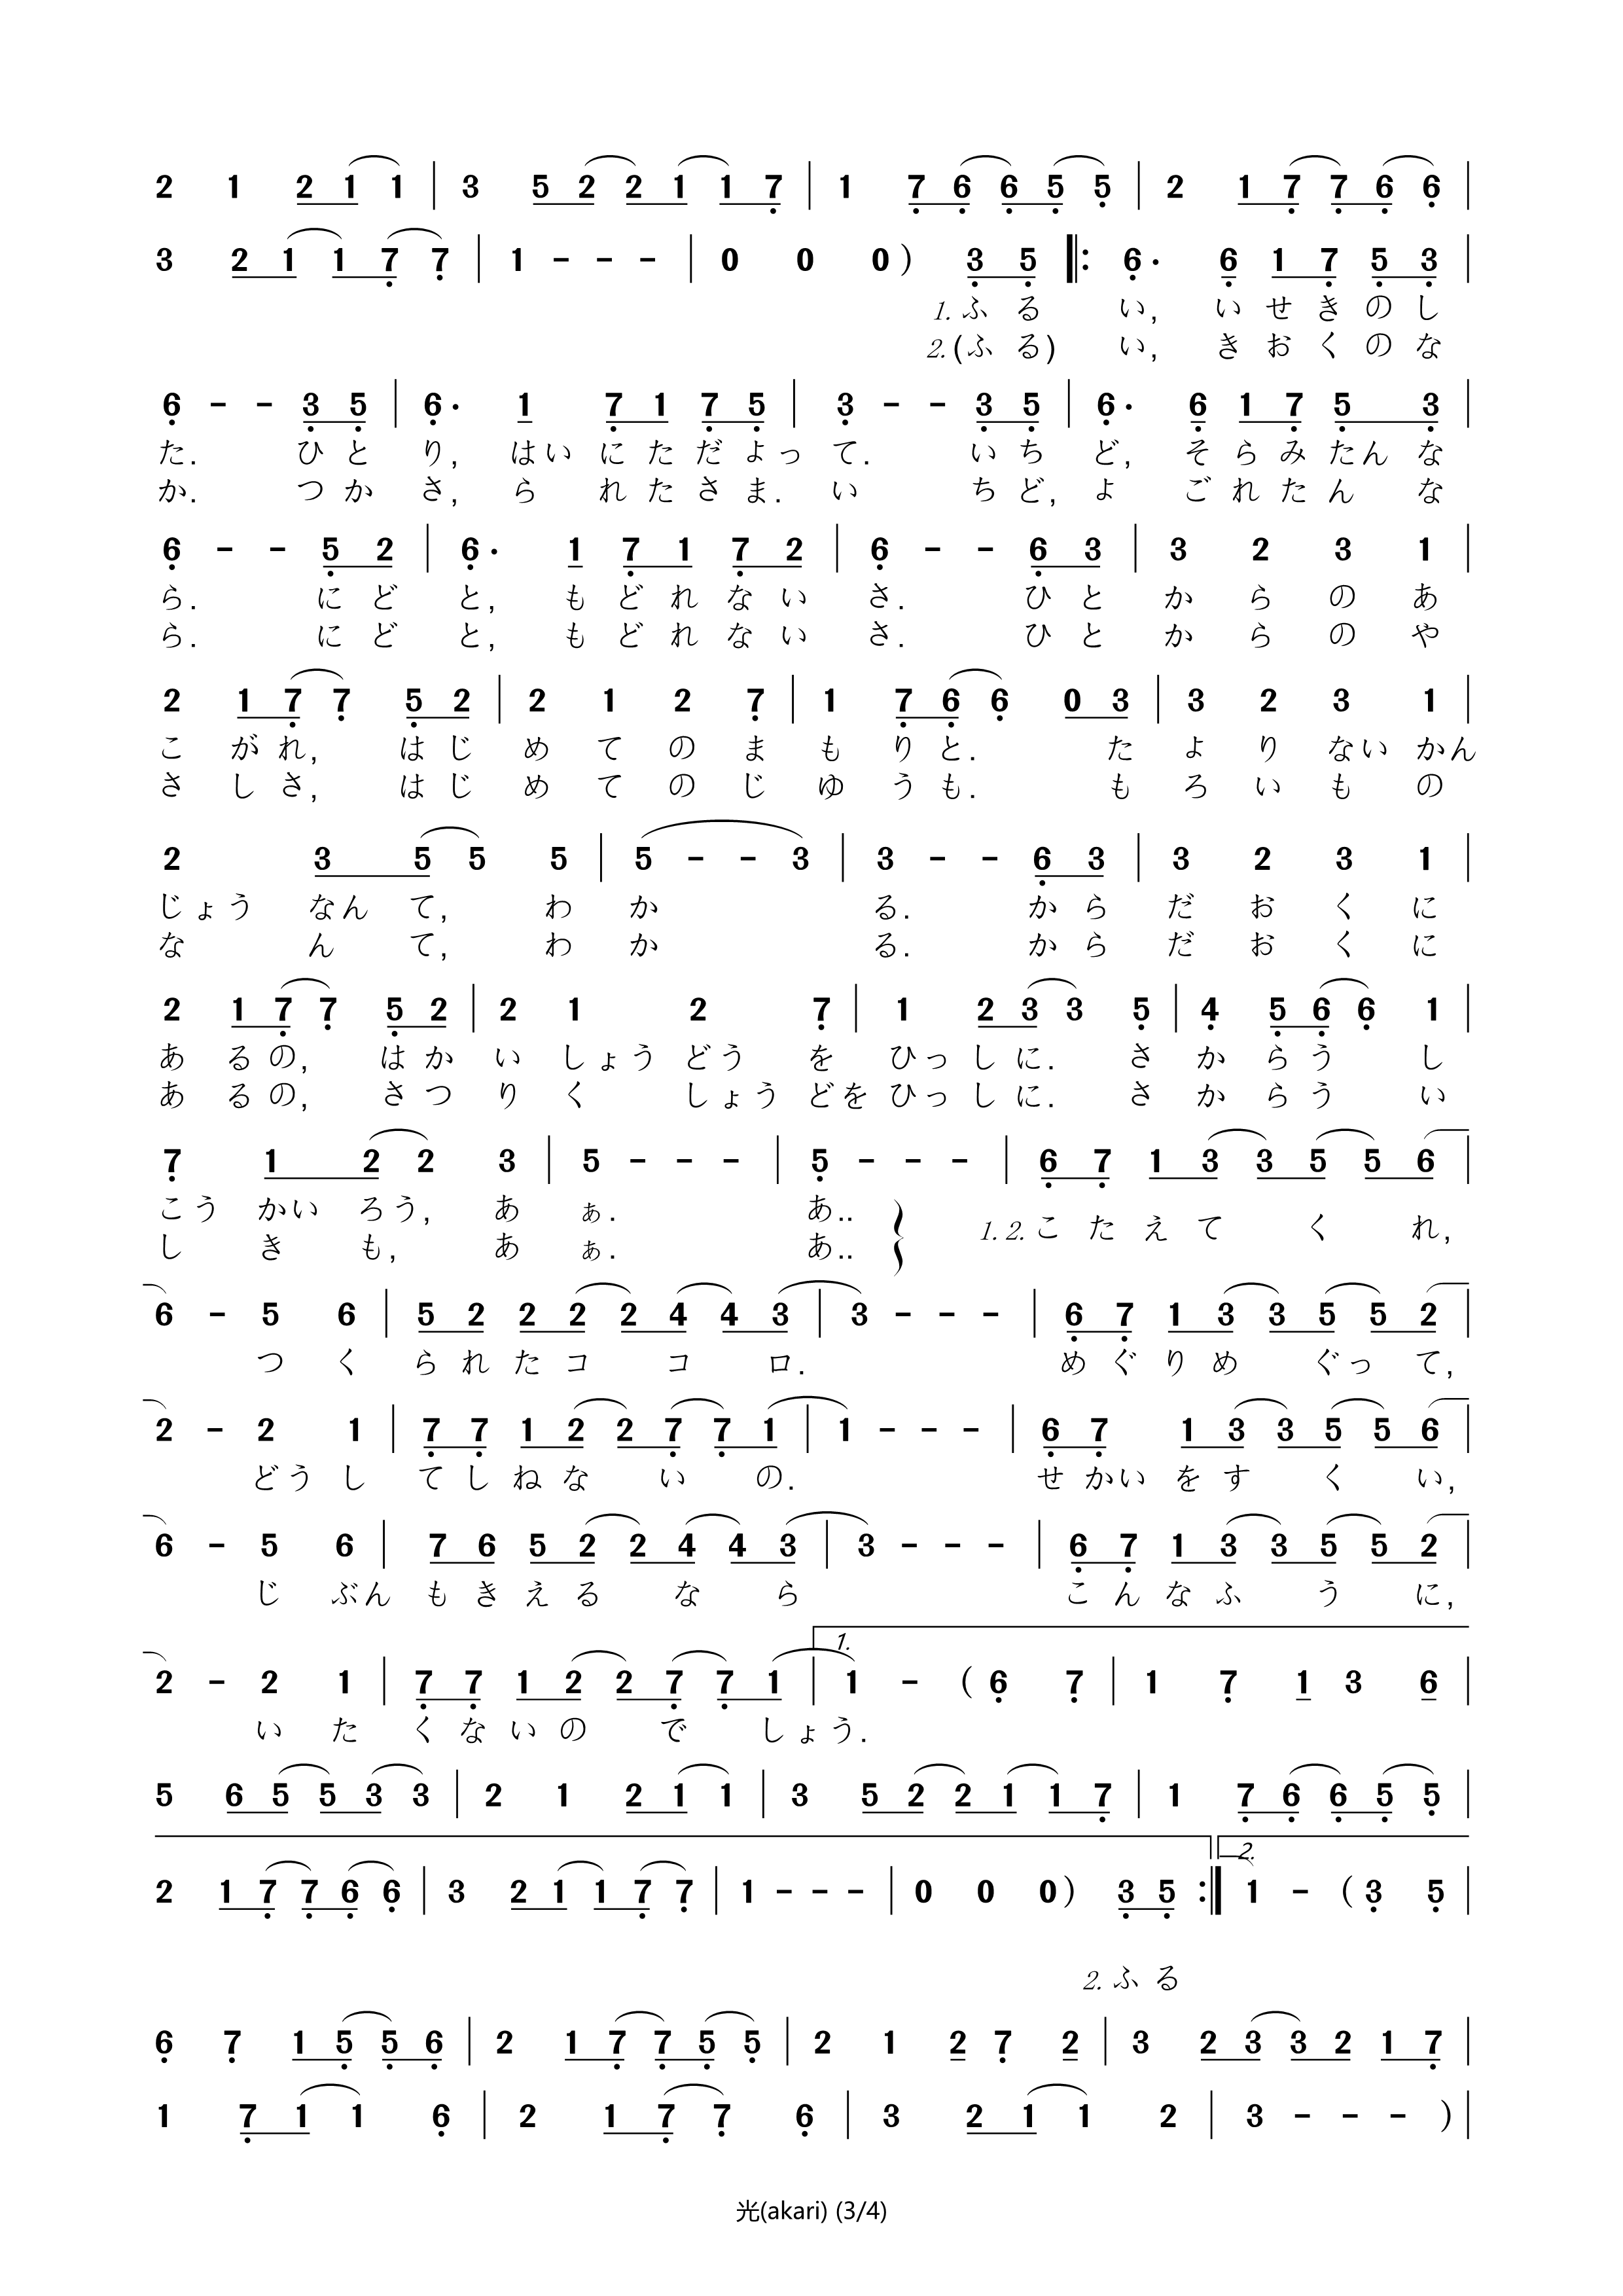 2 1 2 1 1 | 3 5 2 2 1 1 7 | 1 7 6 6 5 5 | 2 1 7 7 6 6 |
3 2 1 1 7 7 | 1 - - - | 0 0 0 ) 3 5 |: 6 . 6 1 7 5 3 |
1. ふ る い, い せ き の し
2. (ふ る) い, き お く の な
6 - - 3 5 | 6 . 1 7 1 7 5 | 3 - - 3 5 | 6 . 6 1 7 5 3 |
た. ひ と り, はい に た だ よっ て. い ち ど, そ ら み たん な
か. つ か さ, ら れ た さ ま. い ち ど, よ ご れ た ん な
6 - - 5 2 | 6 . 1 7 1 7 2 | 6 - - 6 3 | 3 2 3 1 |
ら. に ど と, も ど れ な い さ. ひ と か ら の あ
ら. に ど と, も ど れ な い さ. ひ と か ら の や
2 1 7 7 5 2 | 2 1 2 7 | 1 7 6 6 0 3 | 3 2 3 1 |
こ が れ, は じ め て の ま も り と. た よ り ない かん
さ し さ, は じ め て の じ ゆ う も. も ろ い も の
2 3 5 5 5 | 5 - - 3 | 3 - - 6 3 | 3 2 3 1 |
じょう なん て, わ か る. か ら だ お く に
な ん て, わ か る. か ら だ お く に
2 1 7 7 5 2 | 2 1 2 7 | 1 2 3 3 5 | 4 5 6 6 1 |
あ る の, は か い しょう どう を ひっ し に. さ か ら う し
あ る の, さ つ り く しょう どを ひっ し に. さ か ら う い
7 1 2 2 3 | 5 - - - | 5 - - - | 6 7 1 3 3 5 5 6 |
こう かい ろう, あ ぁ. あ..
1. 2. こ た え て く れ,
し き も, あ ぁ. あ..
6 - 5 6 | 5 2 2 2 2 4 4 3 | 3 - - - | 6 7 1 3 3 5 5 2 |
つ く ら れ た コ コ ロ. め ぐ り め ぐっ て,
2 - 2 1 | 7 7 1 2 2 7 7 1 | 1 - - - | 6 7 1 3 3 5 5 6 |
どう し て し ね な い の. せ かい を す く い,
6 - 5 6 | 7 6 5 2 2 4 4 3 | 3 - - - | 6 7 1 3 3 5 5 2 |
じ ぶん も き え る な ら こ ん な ふ う に,
1.
2 - 2 1 | 7 7 1 2 2 7 7 1 | 1 - ( 6 7 | 1 7 1 3 6 |
い た く な い の で しょう.
5 6 5 5 3 3 | 2 1 2 1 1 | 3 5 2 2 1 1 7 | 1 7 6 6 5 5 |
2.
2 1 7 7 6 6 | 3 2 1 1 7 7 | 1 - - - | 0 0 0 ) 3 5 :| 1 - ( 3 5 |
2. ふ る
6 7 1 5 5 6 | 2 1 7 7 5 5 | 2 1 2 7 2 | 3 2 3 3 2 1 7 |
1 7 1 1 6 | 2 1 7 7 6 | 3 2 1 1 2 | 3 - - - ) |
光(akari) (3/4)